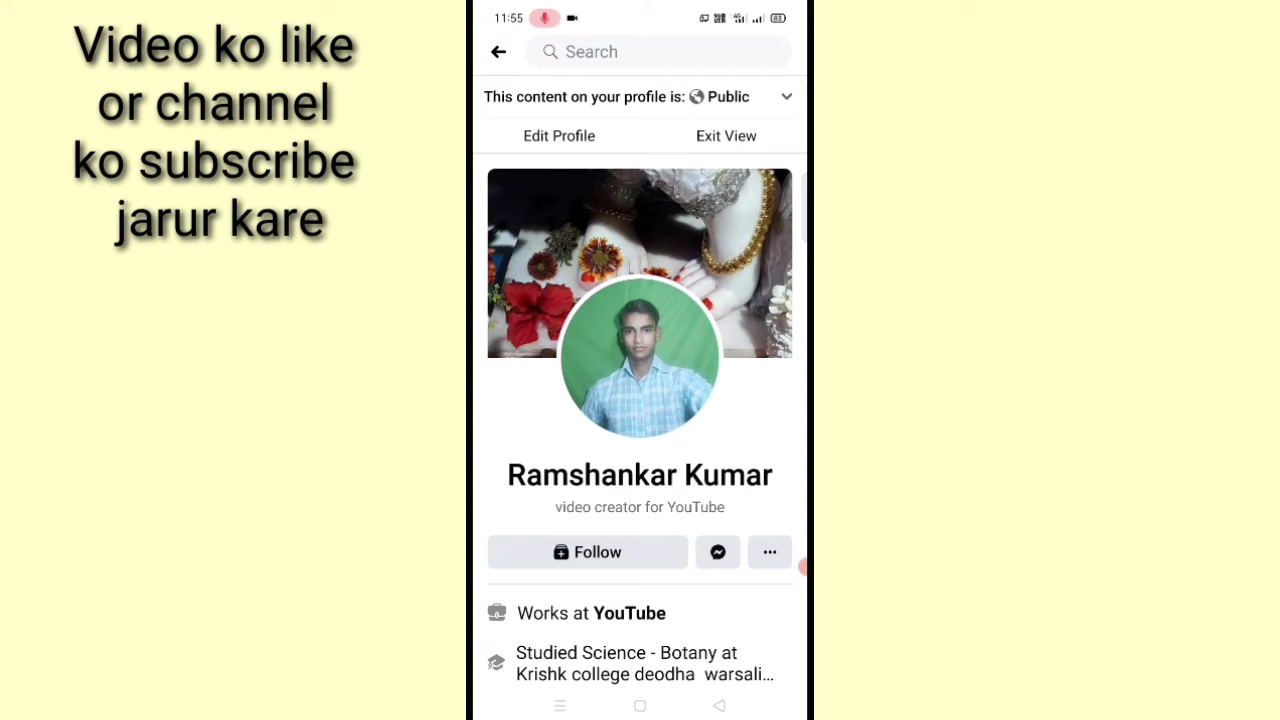 Video ko like
or channel
ko subscribe
jarur kare
11:55
Search
This content on your profile is: Public
Edit Profile
Exit View
Ramshankar Kumar
video creator for YouTube
Follow
Works at YouTube
Studied Science - Botany at
Krishk college deodha warsali...